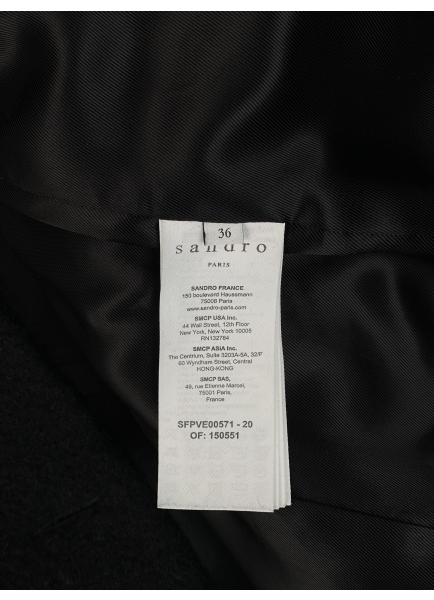 36
sandro
PARIS
SANDRO FRANCE
150 boulevard Haussmann
75008 Paris
www.sandro-paris.com
SMCP USA Inc.
44 Wall Street, 12th Floor
New York, New York 10005
RN132784
SMCP ASIA Inc.
The Centrium, Suite 3203A-5A, 32/F
60 Wyndham Street, Central
HONG-KONG
SMCP SAS,
49, rue Etienne Marcel,
75001 Paris,
France
SFPVE00571 - 20
OF: 150551